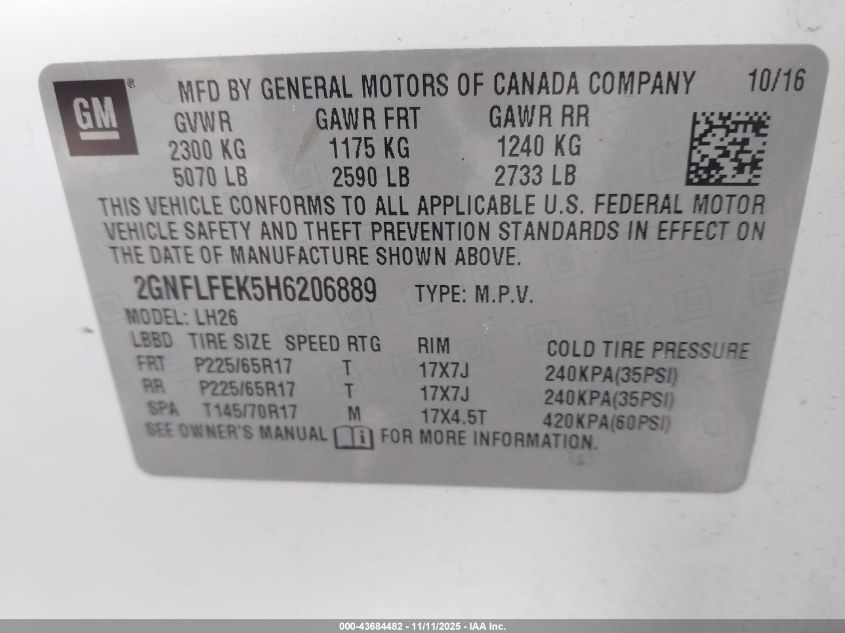 GM ® MFD BY GENERAL MOTORS OF CANADA COMPANY 10/16
GVWR GAWR FRT GAWR RR
2300 KG 1175 KG 1240 KG
5070 LB 2590 LB 2733 LB
THIS VEHICLE CONFORMS TO ALL APPLICABLE U.S. FEDERAL MOTOR
VEHICLE SAFETY AND THEFT PREVENTION STANDARDS IN EFFECT ON
THE DATE OF MANUFACTURE SHOWN ABOVE.
2GNFLFEK5H6206889 TYPE: M.P.V.
MODEL: LH26
LBBD TIRE SIZE SPEED RTG RIM COLD TIRE PRESSURE
FRT P225/65R17 T 17X7J 240KPA(35PSI)
RR P225/65R17 T 17X7J 240KPA(35PSI)
SPA T145/70R17 M 17X4.5T 420KPA(60PSI)
SEE OWNER'S MANUAL i FOR MORE INFORMATION.
000-43684482 - 11/11/2025 - IAA Inc.